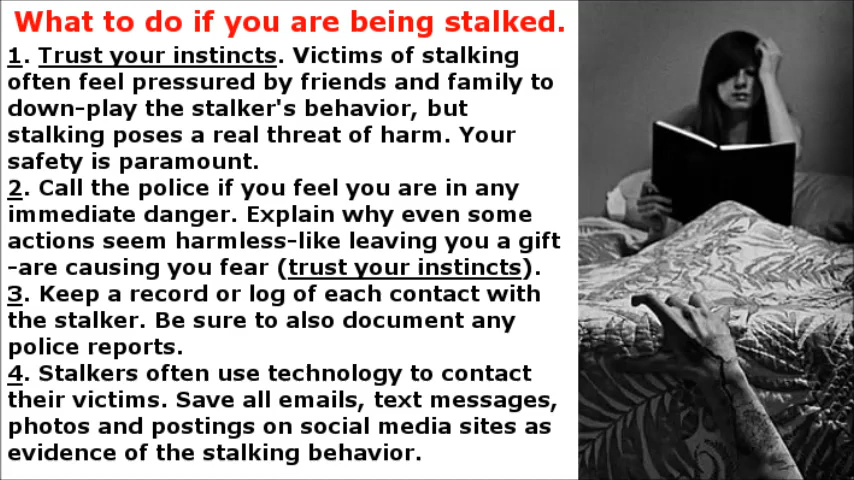 What to do if you are being stalked.
1. Trust your instincts. Victims of stalking
often feel pressured by friends and family to
down-play the stalker's behavior, but
stalking poses a real threat of harm. Your
safety is paramount.
2. Call the police if you feel you are in any
immediate danger. Explain why even some
actions seem harmless-like leaving you a gift
-are causing you fear (trust your instincts).
3. Keep a record or log of each contact with
the stalker. Be sure to also document any
police reports.
4. Stalkers often use technology to contact
their victims. Save all emails, text messages,
photos and postings on social media sites as
evidence of the stalking behavior.